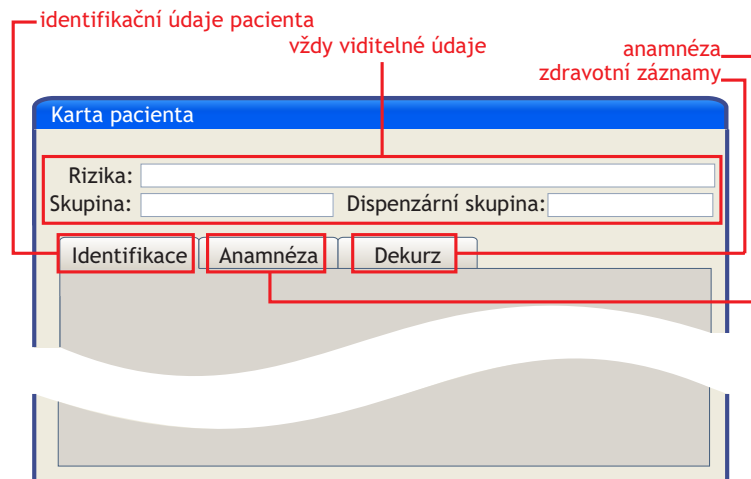 identifikační údaje pacienta
vždy viditelné údaje
anamnéza
zdravotní záznamy
Karta pacienta
Rizika:
Skupina: Dispenzární skupina:
Identifikace Anamnéza Dekurz